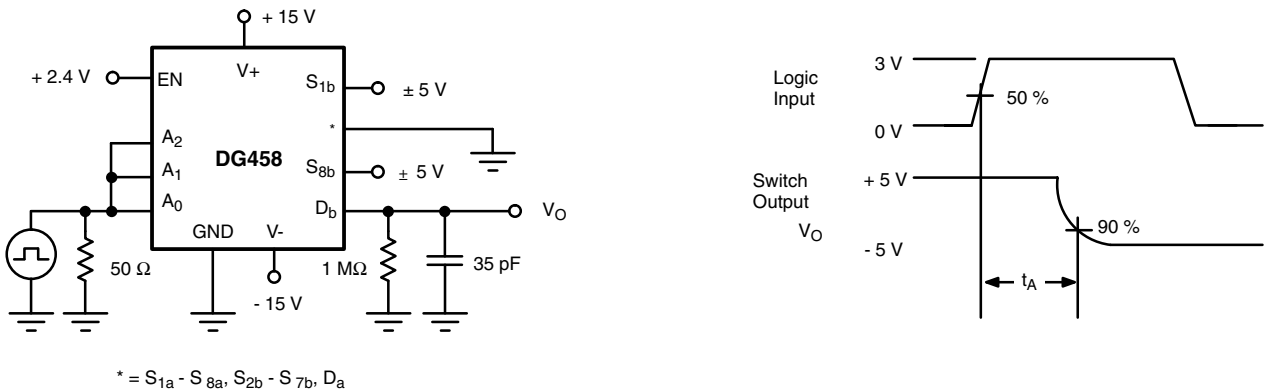 + 15 V
+ 2.4 V
EN
V+
S1b
± 5 V
A2
*
A1
DG458
S8b
± 5 V
A0
Db
VO
GND
V-
50 Ω
1 MΩ
35 pF
- 15 V
* = S1a - S8a, S2b - S7b, Da
Logic
Input
3 V
50 %
0 V
Switch
Output
VO
+ 5 V
90 %
- 5 V
tA